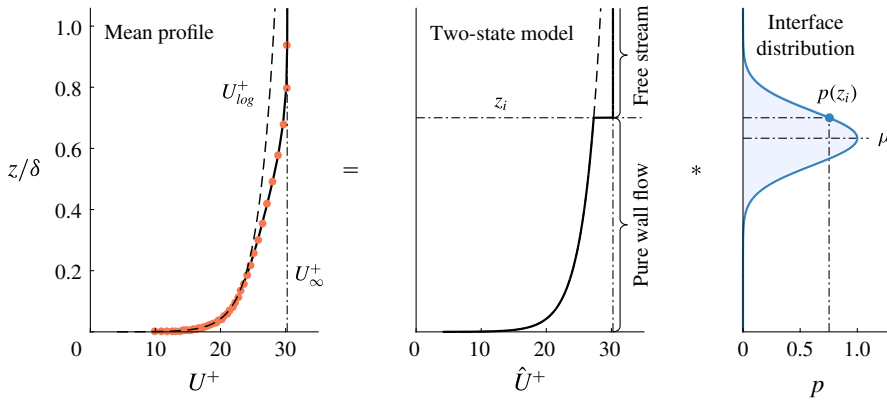 Mean profile
1.0
0.8
0.6
0.4
0.2
z/δ
U⁺log
U⁺∞
0
10
20
30
U⁺
=
Two-state model
zᵢ
Free stream
Pure wall flow
0
10
20
30
Û⁺
*
Interface
distribution
p(zᵢ)
μ
0
0.5
1.0
p